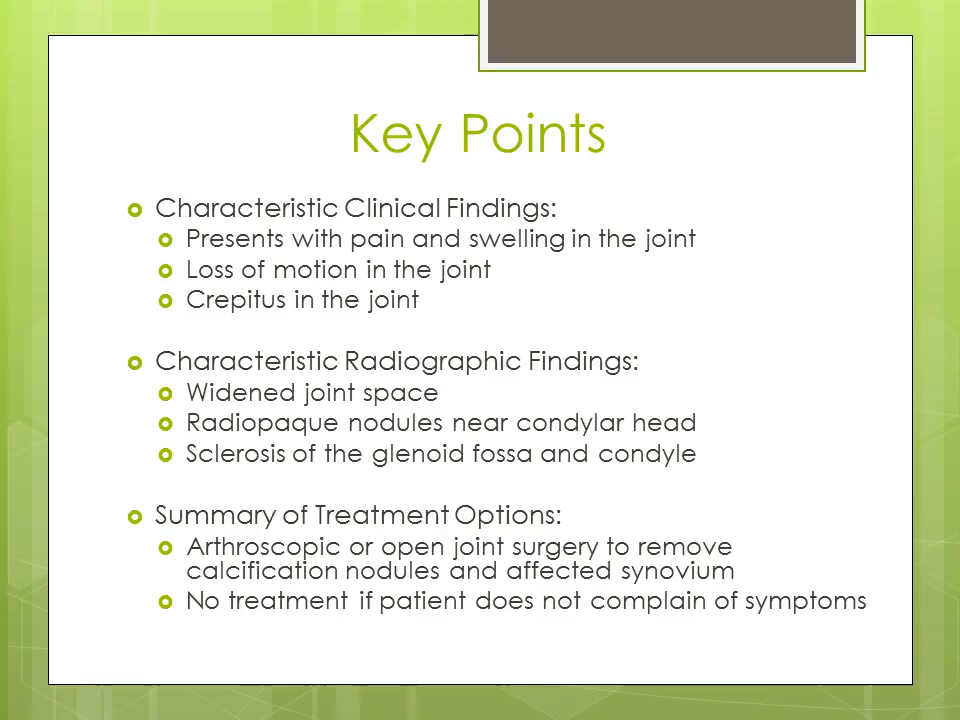 Key Points
Characteristic Clinical Findings:
Presents with pain and swelling in the joint
Loss of motion in the joint
Crepitus in the joint
Characteristic Radiographic Findings:
Widened joint space
Radiopaque nodules near condylar head
Sclerosis of the glenoid fossa and condyle
Summary of Treatment Options:
Arthroscopic or open joint surgery to remove
calcification nodules and affected synovium
No treatment if patient does not complain of symptoms